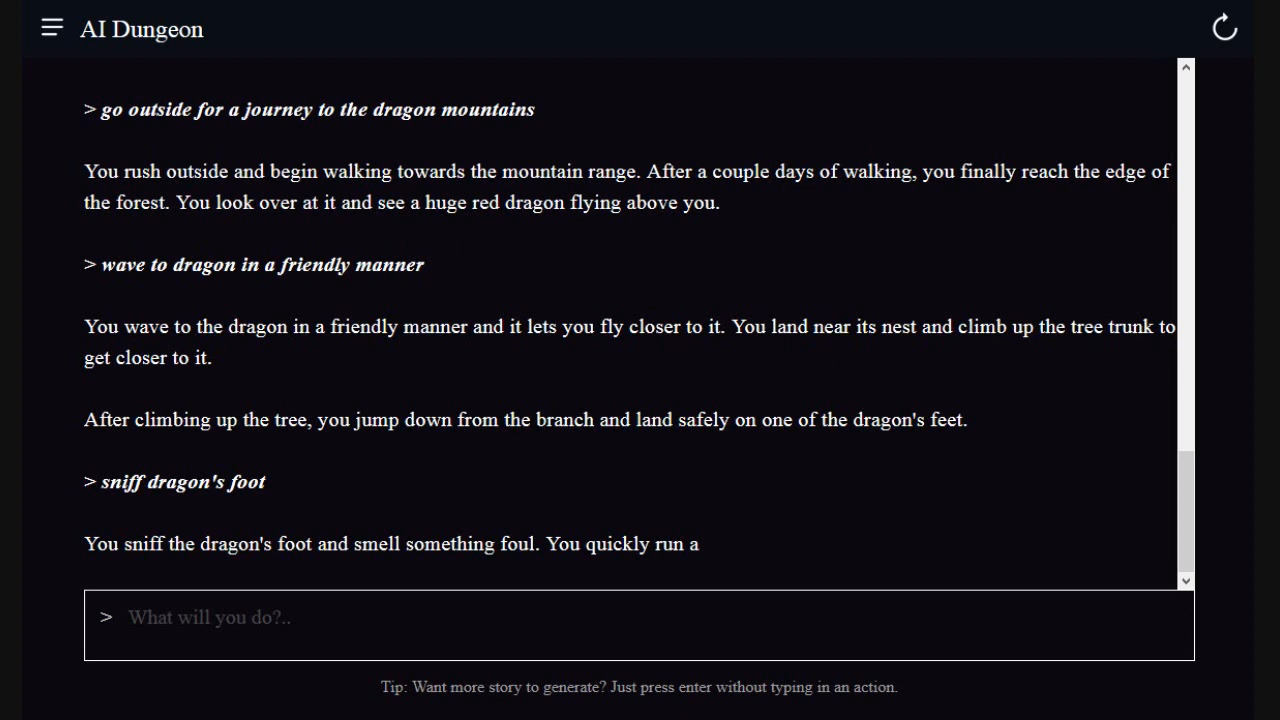 AI Dungeon
> go outside for a journey to the dragon mountains
You rush outside and begin walking towards the mountain range. After a couple days of walking, you finally reach the edge of
the forest. You look over at it and see a huge red dragon flying above you.
> wave to dragon in a friendly manner
You wave to the dragon in a friendly manner and it lets you fly closer to it. You land near its nest and climb up the tree trunk to
get closer to it.
After climbing up the tree, you jump down from the branch and land safely on one of the dragon's feet.
> sniff dragon's foot
You sniff the dragon's foot and smell something foul. You quickly run a
> What will you do?..
Tip: Want more story to generate? Just press enter without typing in an action.